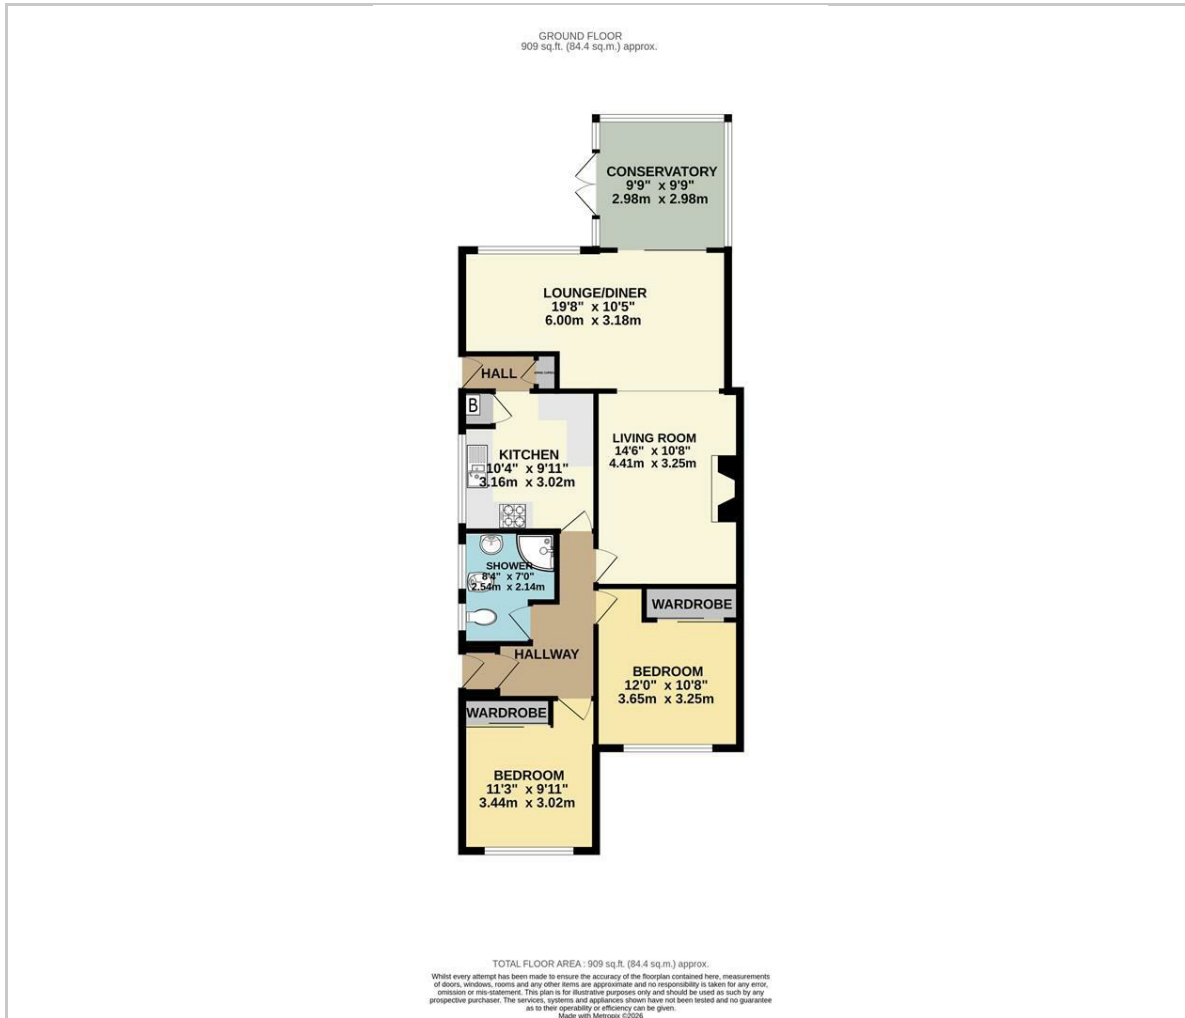 GROUND FLOOR
909 sq.ft. (84.4 sq.m.) approx.
CONSERVATORY
9'9" x 9'9"
2.98m x 2.98m
LOUNGE/DINER
19'8" x 10'5"
6.00m x 3.18m
HALL
B
KITCHEN
10'4" x 9'11"
3.16m x 3.02m
LIVING ROOM
14'6" x 10'8"
4.41m x 3.25m
SHOWER
8'4" x 7'0"
2.54m x 2.14m
WARDROBE
HALLWAY
BEDROOM
12'0" x 10'8"
3.65m x 3.25m
WARDROBE
BEDROOM
11'3" x 9'11"
3.44m x 3.02m
TOTAL FLOOR AREA : 909 sq.ft. (84.4 sq.m.) approx.
Whilst every attempt has been made to ensure the accuracy of the floorplan contained here, measurements
of doors, windows, rooms and any other items are approximate and no responsibility is taken for any error,
omission or mis-statement. This plan is for illustrative purposes only and should be used as such by any
prospective purchaser. The services, systems and appliances shown have not been tested and no guarantee
as to their operability or efficiency can be given.
Made with Metropix ©2026